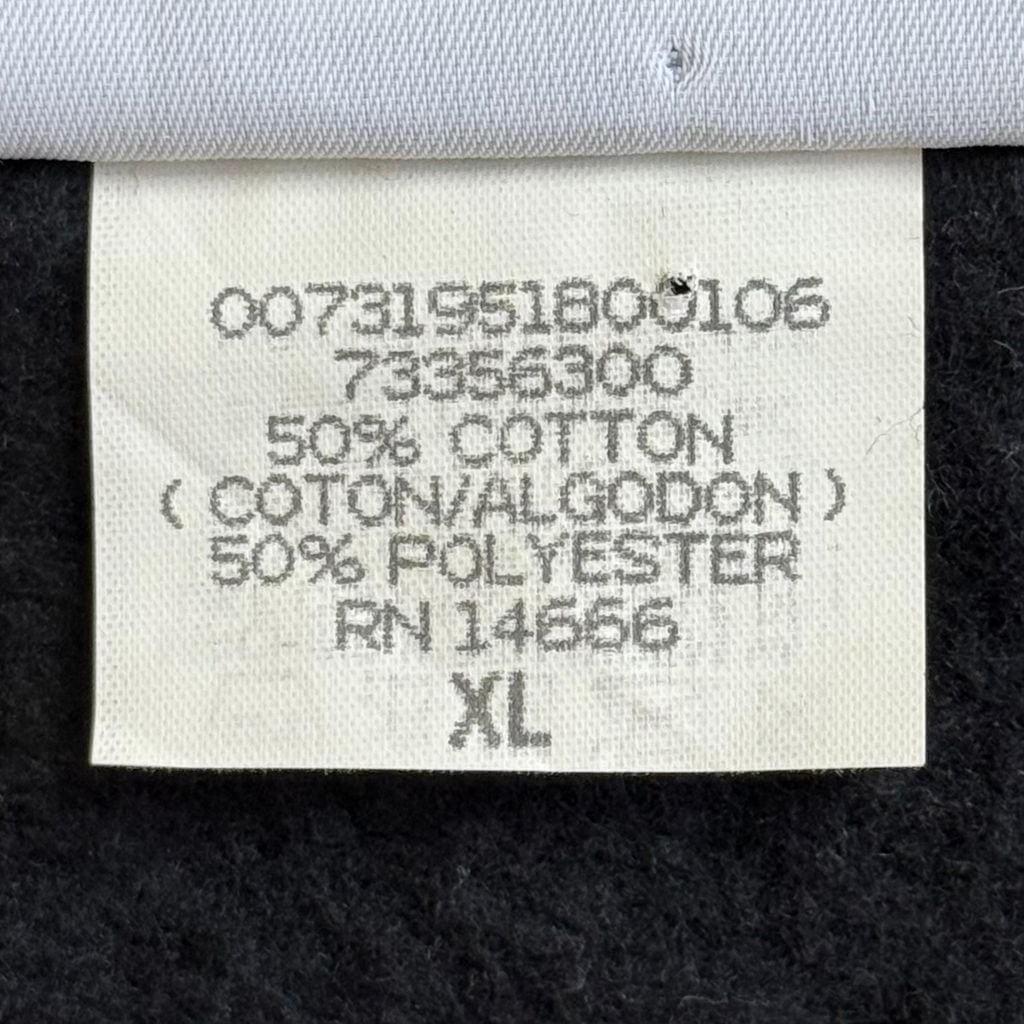 00731951800106
73356300
50% COTTON
( COTON/ALGODON )
50% POLYESTER
RN 14666
XL